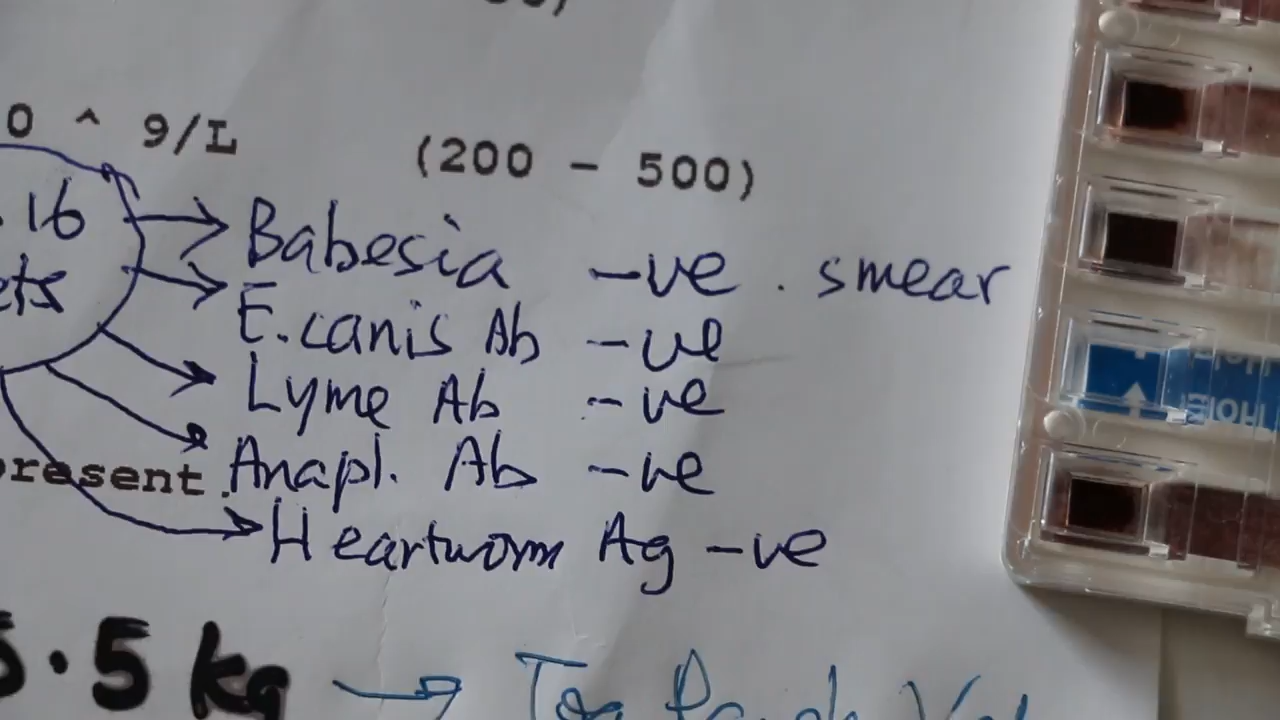 0 ^ 9/L (200 - 500)
16 → Babesia -ve . smear
→ E.canis Ab -ve
→ Lyme Ab -ve
→ Anapl. Ab -ve
present.
→ Heartworm Ag -ve
5.5 kg →